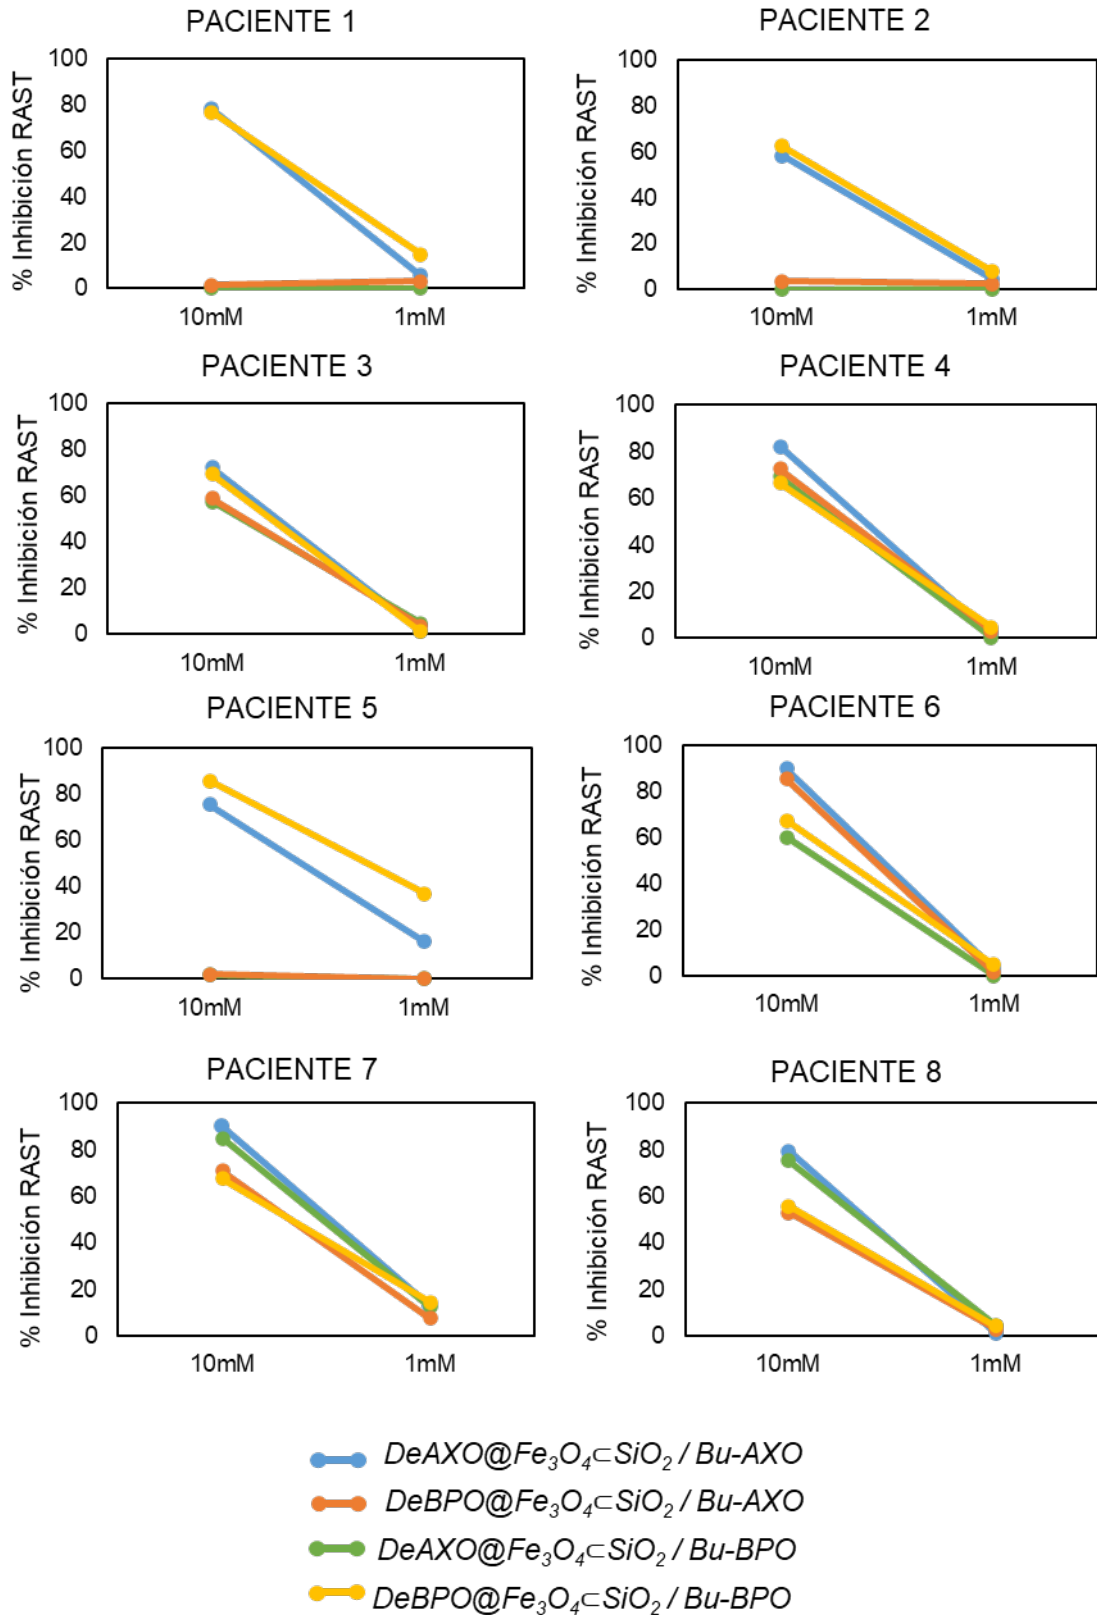 PACIENTE 1
% Inhibición RAST
100
80
60
40
20
0
10mM 1mM
PACIENTE 2
% Inhibición RAST
100
80
60
40
20
0
10mM 1mM
PACIENTE 3
% Inhibición RAST
100
80
60
40
20
0
10mM 1mM
PACIENTE 4
% Inhibición RAST
100
80
60
40
20
0
10mM 1mM
PACIENTE 5
% Inhibición RAST
100
80
60
40
20
0
10mM 1mM
PACIENTE 6
% Inhibición RAST
100
80
60
40
20
0
10mM 1mM
PACIENTE 7
% Inhibición RAST
100
80
60
40
20
0
10mM 1mM
PACIENTE 8
% Inhibición RAST
100
80
60
40
20
0
10mM 1mM
DeAXO@Fe₃O₄⊂SiO₂ / Bu-AXO
DeBPO@Fe₃O₄⊂SiO₂ / Bu-AXO
DeAXO@Fe₃O₄⊂SiO₂ / Bu-BPO
DeBPO@Fe₃O₄⊂SiO₂ / Bu-BPO